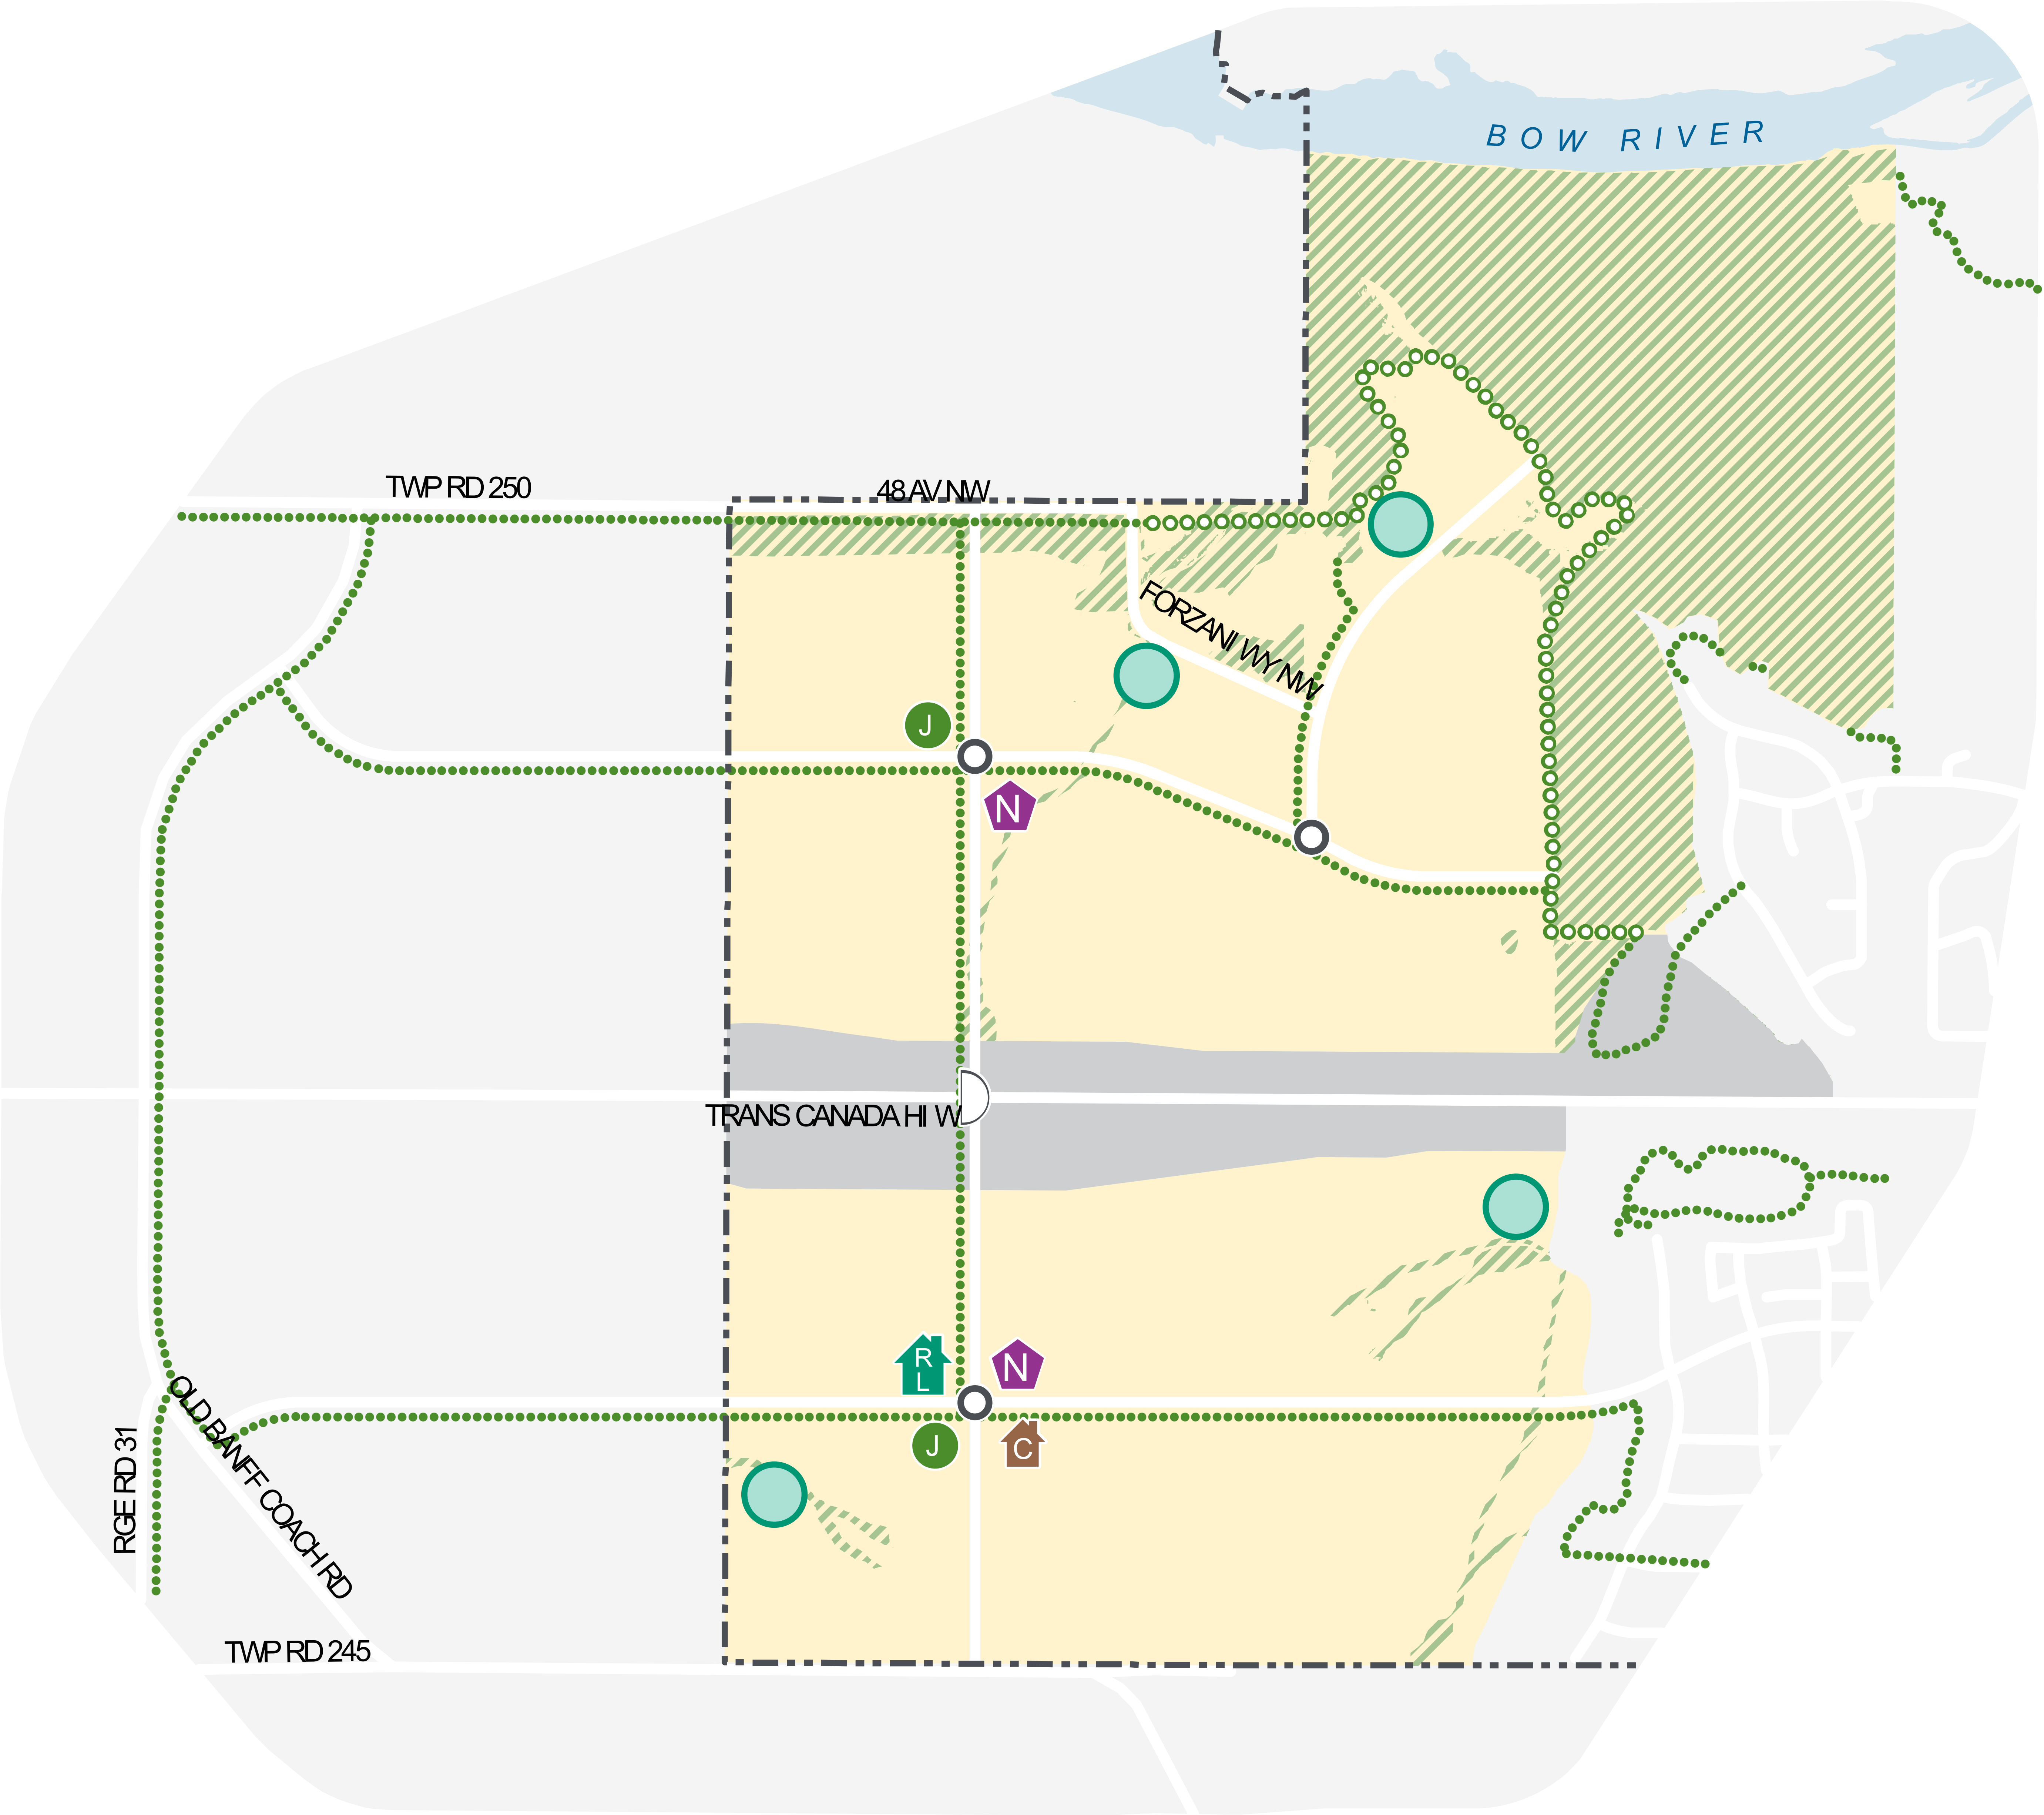 BOW RIVER
TWP RD 250
48 AV NW
FORZANI WY NW
J
N
TRANS CANADA HI W
R
L
N
J
C
OLD BANFF COACH RD
RGE RD 31
TWP RD 245